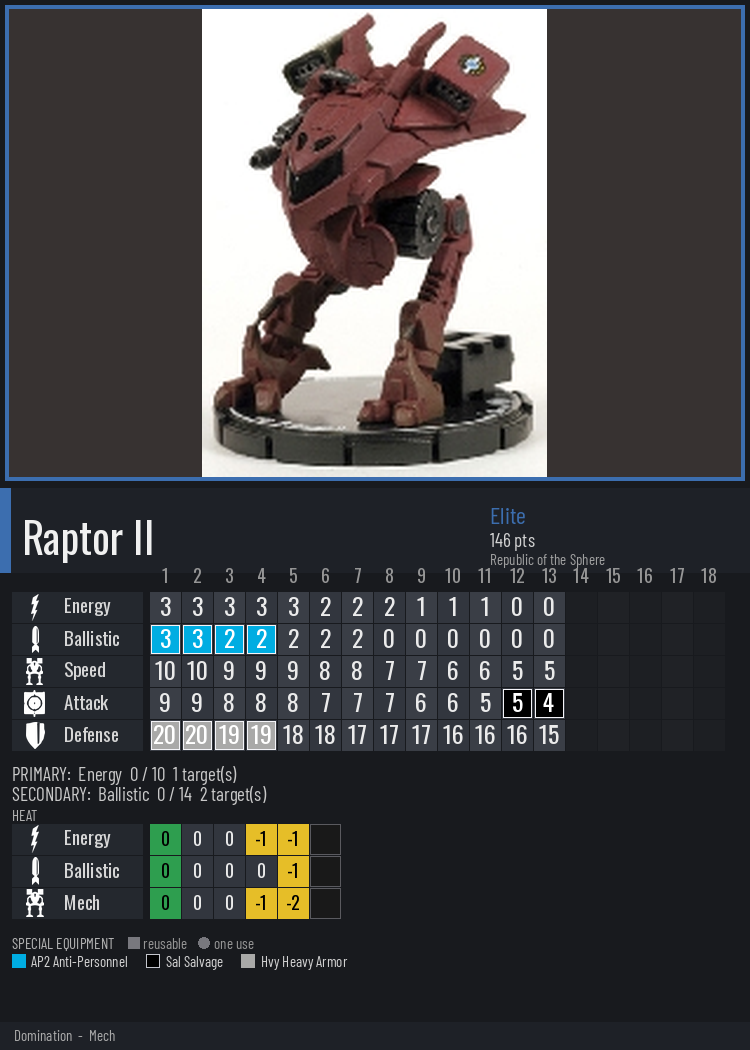 Raptor II
Elite
146 pts
Republic of the Sphere
1 2 3 4 5 6 7 8 9 10 11 12 13 14 15 16 17 18
Energy 3 3 3 3 3 2 2 2 1 1 1 0 0
Ballistic 3 3 2 2 2 2 2 0 0 0 0 0 0
Speed 10 10 9 9 9 8 8 7 7 6 6 5 5
Attack 9 9 8 8 8 7 7 7 6 6 5 5 4
Defense 20 20 19 19 18 18 17 17 17 16 16 16 15
PRIMARY: Energy 0 / 10 1 target(s)
SECONDARY: Ballistic 0 / 14 2 target(s)
HEAT
Energy 0 0 0 -1 -1
Ballistic 0 0 0 0 -1
Mech 0 0 0 -1 -2
SPECIAL EQUIPMENT reusable one use
AP2 Anti-Personnel Sal Salvage Hvy Heavy Armor
Domination - Mech